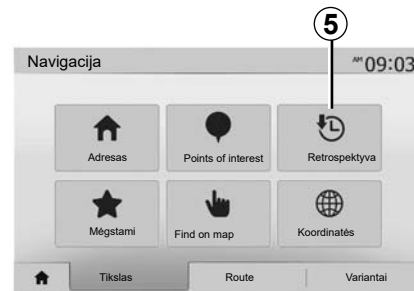 5
Navigacija AM 09:03
Adresas Points of interest Retrospektyva
Mėgstami Find on map Koordinatės
Tikslas Route Variantai